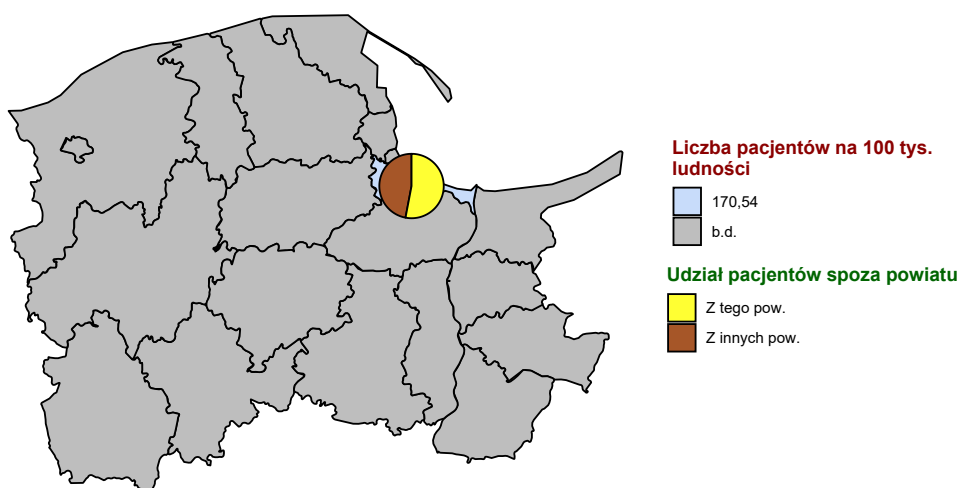 Liczba pacjentów na 100 tys.
ludności
170,54
b.d.
Udział pacjentów spoza powiatu
Z tego pow.
Z innych pow.